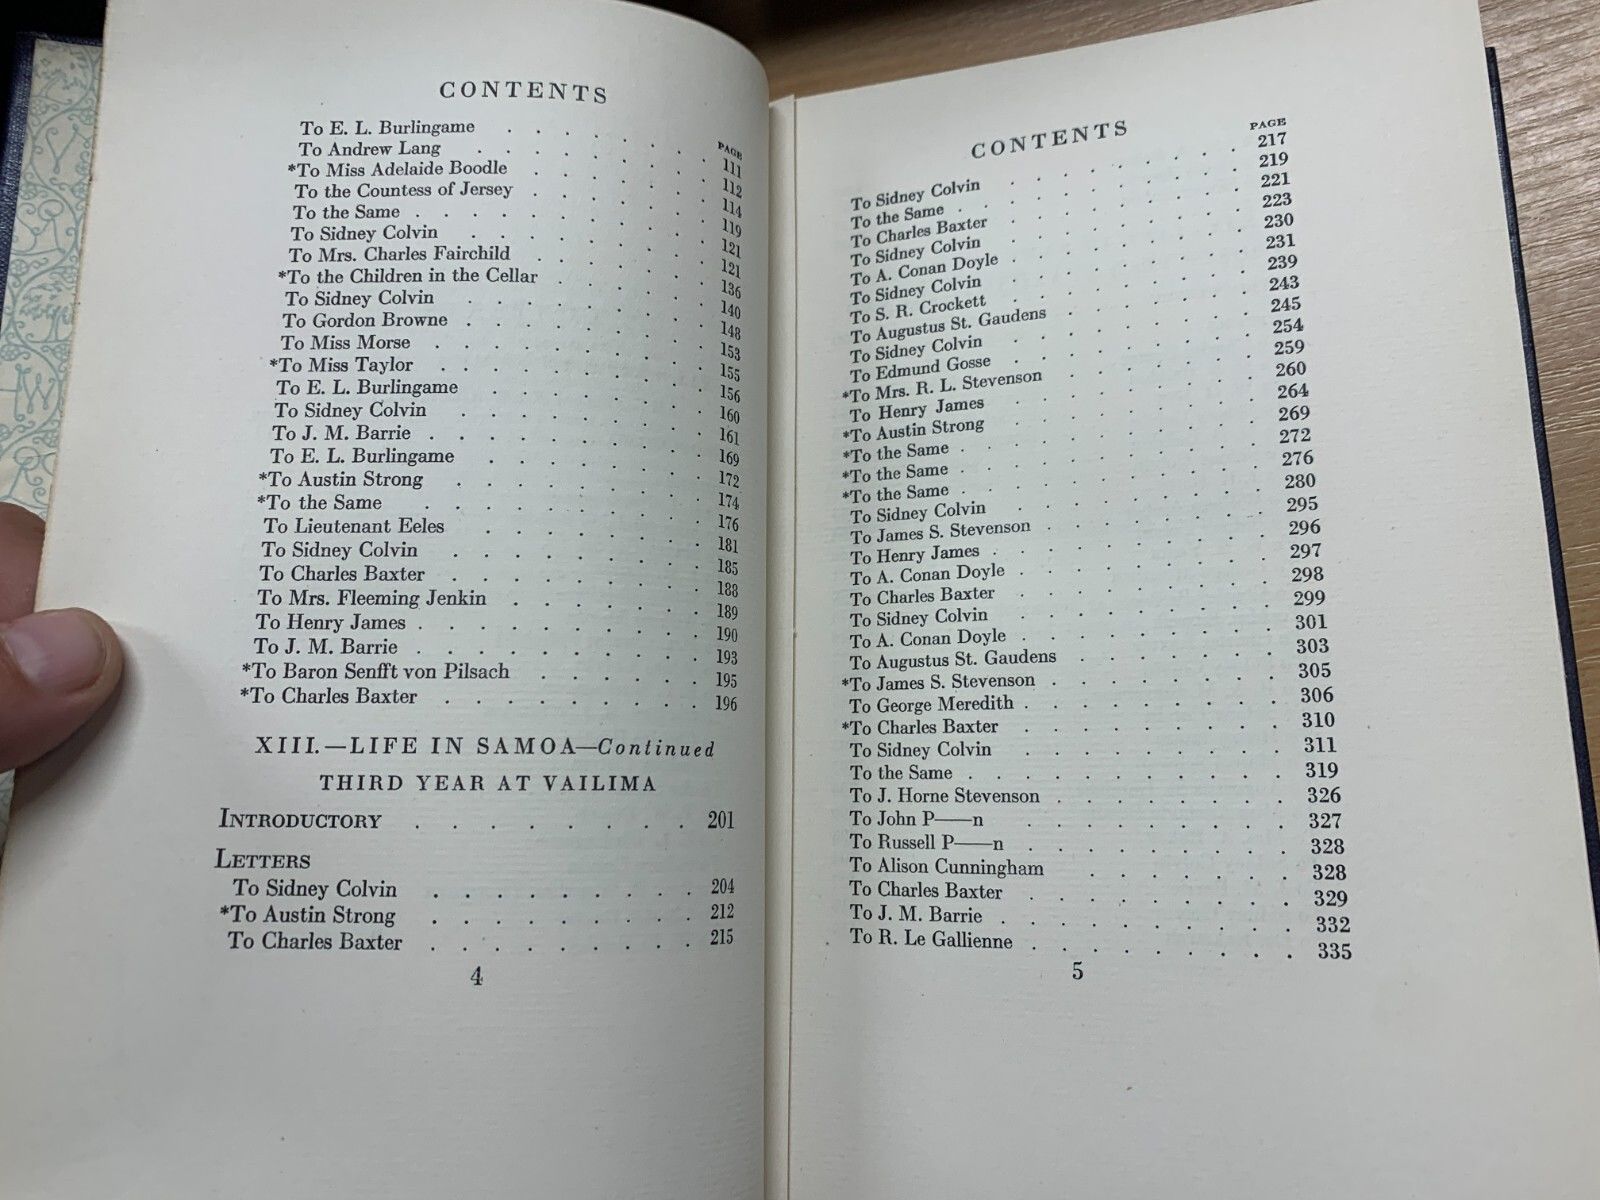 CONTENTS
PAGE
To E. L. Burlingame . . . . . . . 111
To Andrew Lang . . . . . . . . 112
*To Miss Adelaide Boodle . . . . . . 114
To the Countess of Jersey . . . . . . 119
To the Same . . . . . . . . . 121
To Sidney Colvin . . . . . . . . 121
To Mrs. Charles Fairchild . . . . . . 136
*To the Children in the Cellar . . . . . 140
To Sidney Colvin . . . . . . . . 148
To Gordon Browne . . . . . . . . 153
To Miss Morse . . . . . . . . . 155
*To Miss Taylor . . . . . . . . . 156
To E. L. Burlingame . . . . . . . 160
To Sidney Colvin . . . . . . . . 161
To J. M. Barrie . . . . . . . . . 169
To E. L. Burlingame . . . . . . . 172
*To Austin Strong . . . . . . . . 174
*To the Same . . . . . . . . . 176
To Lieutenant Eeles . . . . . . . 181
To Sidney Colvin . . . . . . . . 185
To Charles Baxter . . . . . . . . 188
To Mrs. Fleeming Jenkin . . . . . . 189
To Henry James . . . . . . . . . 190
To J. M. Barrie . . . . . . . . . 193
*To Baron Senfft von Pilsach . . . . . 195
*To Charles Baxter . . . . . . . . 196
XIII.—LIFE IN SAMOA—Continued
THIRD YEAR AT VAILIMA
INTRODUCTORY . . . . . . . . 201
LETTERS
To Sidney Colvin . . . . . . . . 204
*To Austin Strong . . . . . . . . 212
To Charles Baxter . . . . . . . . 215
4
CONTENTS
PAGE
To Sidney Colvin . . . . . . . . 217
To the Same . . . . . . . . . 219
To Charles Baxter . . . . . . . . 221
To Sidney Colvin . . . . . . . . 223
To A. Conan Doyle . . . . . . . . 230
To Sidney Colvin . . . . . . . . 231
To S. R. Crockett . . . . . . . . 239
To Augustus St. Gaudens . . . . . . 243
To Sidney Colvin . . . . . . . . 245
To Edmund Gosse . . . . . . . . 254
*To Mrs. R. L. Stevenson . . . . . . 259
To Henry James . . . . . . . . 260
*To Austin Strong . . . . . . . . 264
*To the Same . . . . . . . . . 269
*To the Same . . . . . . . . . 272
*To the Same . . . . . . . . . 276
To Sidney Colvin . . . . . . . . 280
To James S. Stevenson . . . . . . . 295
To Henry James . . . . . . . . . 296
To A. Conan Doyle . . . . . . . . 297
To Charles Baxter . . . . . . . . 298
To Sidney Colvin . . . . . . . . 299
To A. Conan Doyle . . . . . . . . 301
To Augustus St. Gaudens . . . . . . 303
*To James S. Stevenson . . . . . . . 305
To George Meredith . . . . . . . . 306
*To Charles Baxter . . . . . . . . 310
To Sidney Colvin . . . . . . . . 311
To the Same . . . . . . . . . 319
To J. Horne Stevenson . . . . . . . 326
To John P——n . . . . . . . . 327
To Russell P——n . . . . . . . . 328
To Alison Cunningham . . . . . . 328
To Charles Baxter . . . . . . . . 329
To J. M. Barrie . . . . . . . . . 332
To R. Le Gallienne . . . . . . . . 335
5